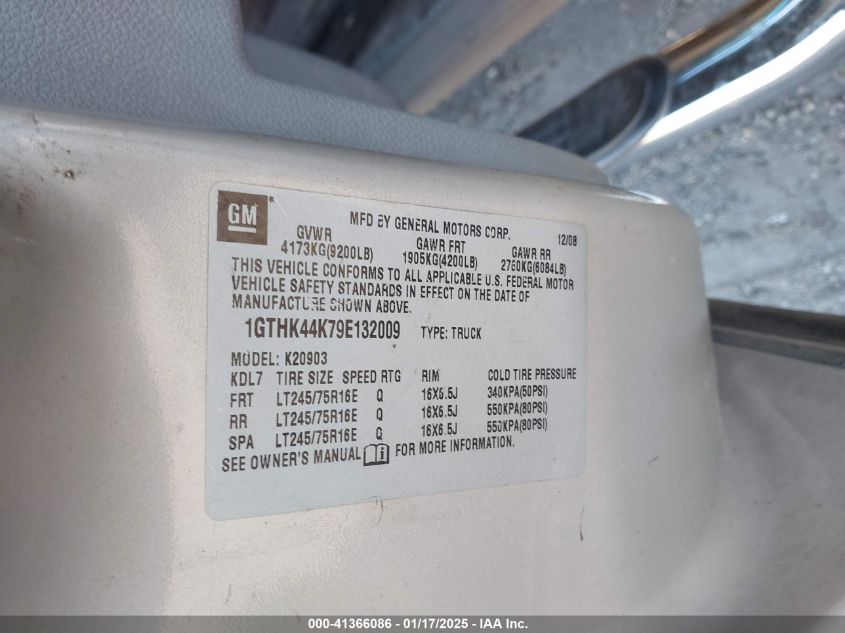 GM
MFD BY GENERAL MOTORS CORP. 12/08
GVWR GAWR FRT GAWR RR
4173KG(9200LB) 1905KG(4200LB) 2760KG(6084LB)
THIS VEHICLE CONFORMS TO ALL APPLICABLE U.S. FEDERAL MOTOR
VEHICLE SAFETY STANDARDS IN EFFECT ON THE DATE OF
MANUFACTURE SHOWN ABOVE.
1GTHK44K79E132009 TYPE: TRUCK
MODEL: K20903
KDL7 TIRE SIZE SPEED RTG RIM COLD TIRE PRESSURE
FRT LT245/75R16E Q 16X6.5J 340KPA(50PSI)
RR LT245/75R16E Q 16X6.5J 550KPA(80PSI)
SPA LT245/75R16E Q 16X6.5J 550KPA(80PSI)
SEE OWNER'S MANUAL i FOR MORE INFORMATION.
000-41366086 - 01/17/2025 - IAA Inc.